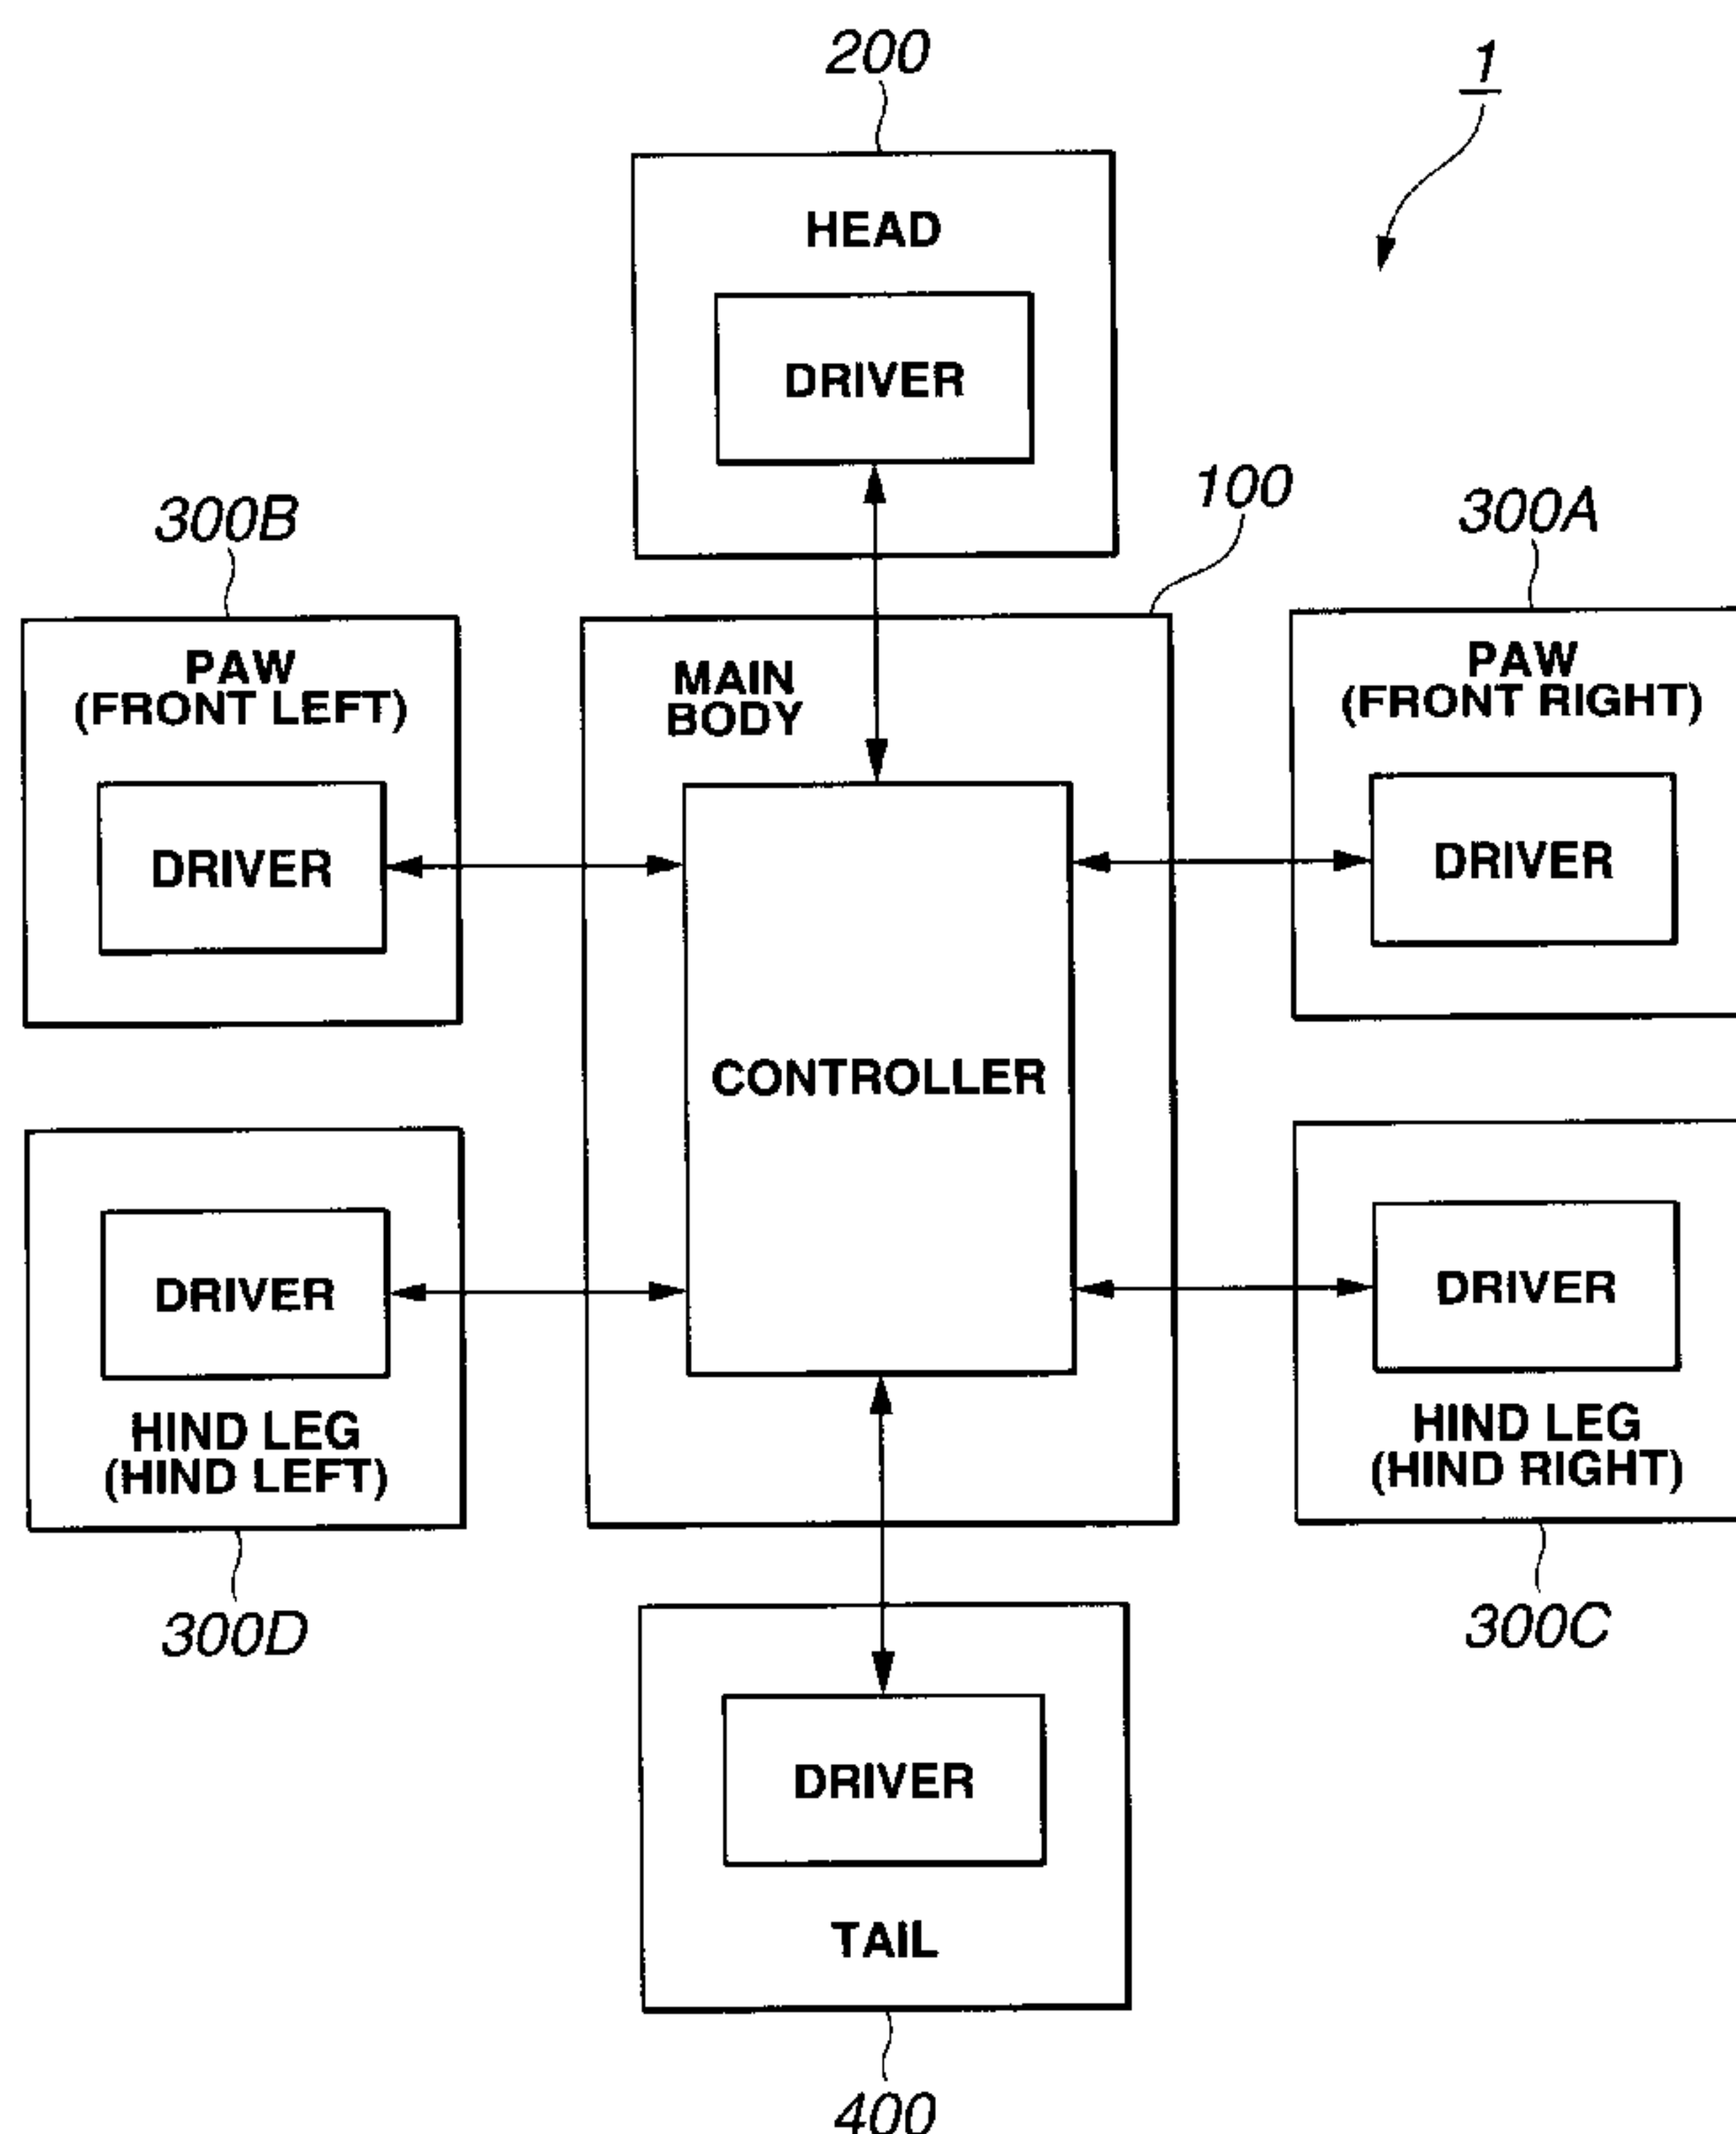 200
1
HEAD
DRIVER
100
300B
300A
PAW
(FRONT LEFT)
DRIVER
MAIN
BODY
CONTROLLER
PAW
(FRONT RIGHT)
DRIVER
DRIVER
HIND LEG
(HIND LEFT)
DRIVER
HIND LEG
(HIND RIGHT)
300D
300C
DRIVER
TAIL
400